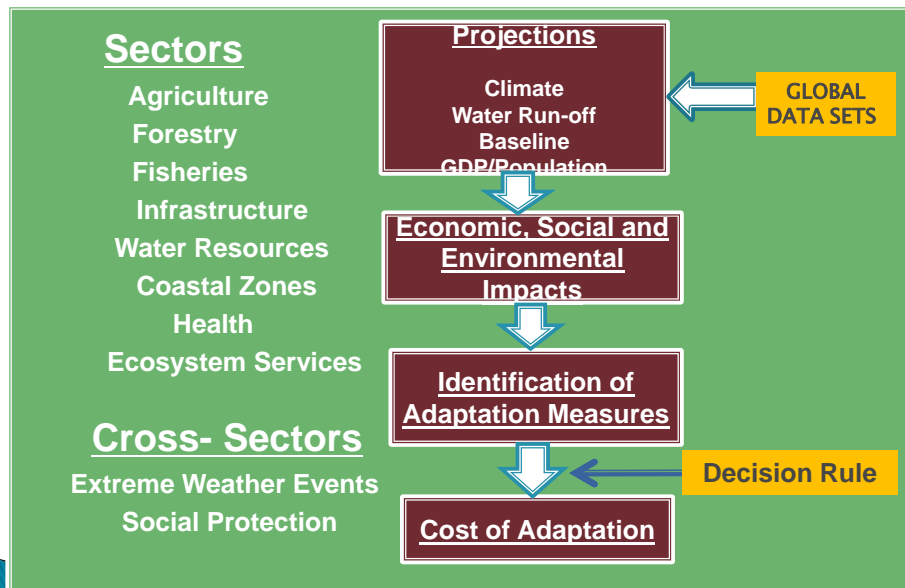 Sectors
Agriculture
Forestry
Fisheries
Infrastructure
Water Resources
Coastal Zones
Health
Ecosystem Services
Cross- Sectors
Extreme Weather Events
Social Protection
Projections
Climate
Water Run-off
Baseline
GDP/Population
GLOBAL
DATA SETS
Economic, Social and
Environmental
Impacts
Identification of
Adaptation Measures
Decision Rule
Cost of Adaptation